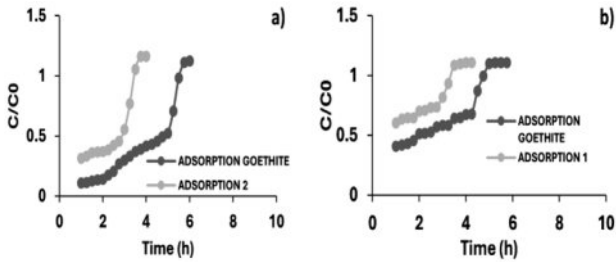 a)
1.5
1
0.5
0
C/C0
ADSORPTION GOETHITE
ADSORPTION 2
0 2 4 6 8 10
Time (h)
b)
1.5
1
0.5
0
C/C0
ADSORPTION
GOETHITE
ADSORPTION 1
0 2 4 6 8 10
Time (h)